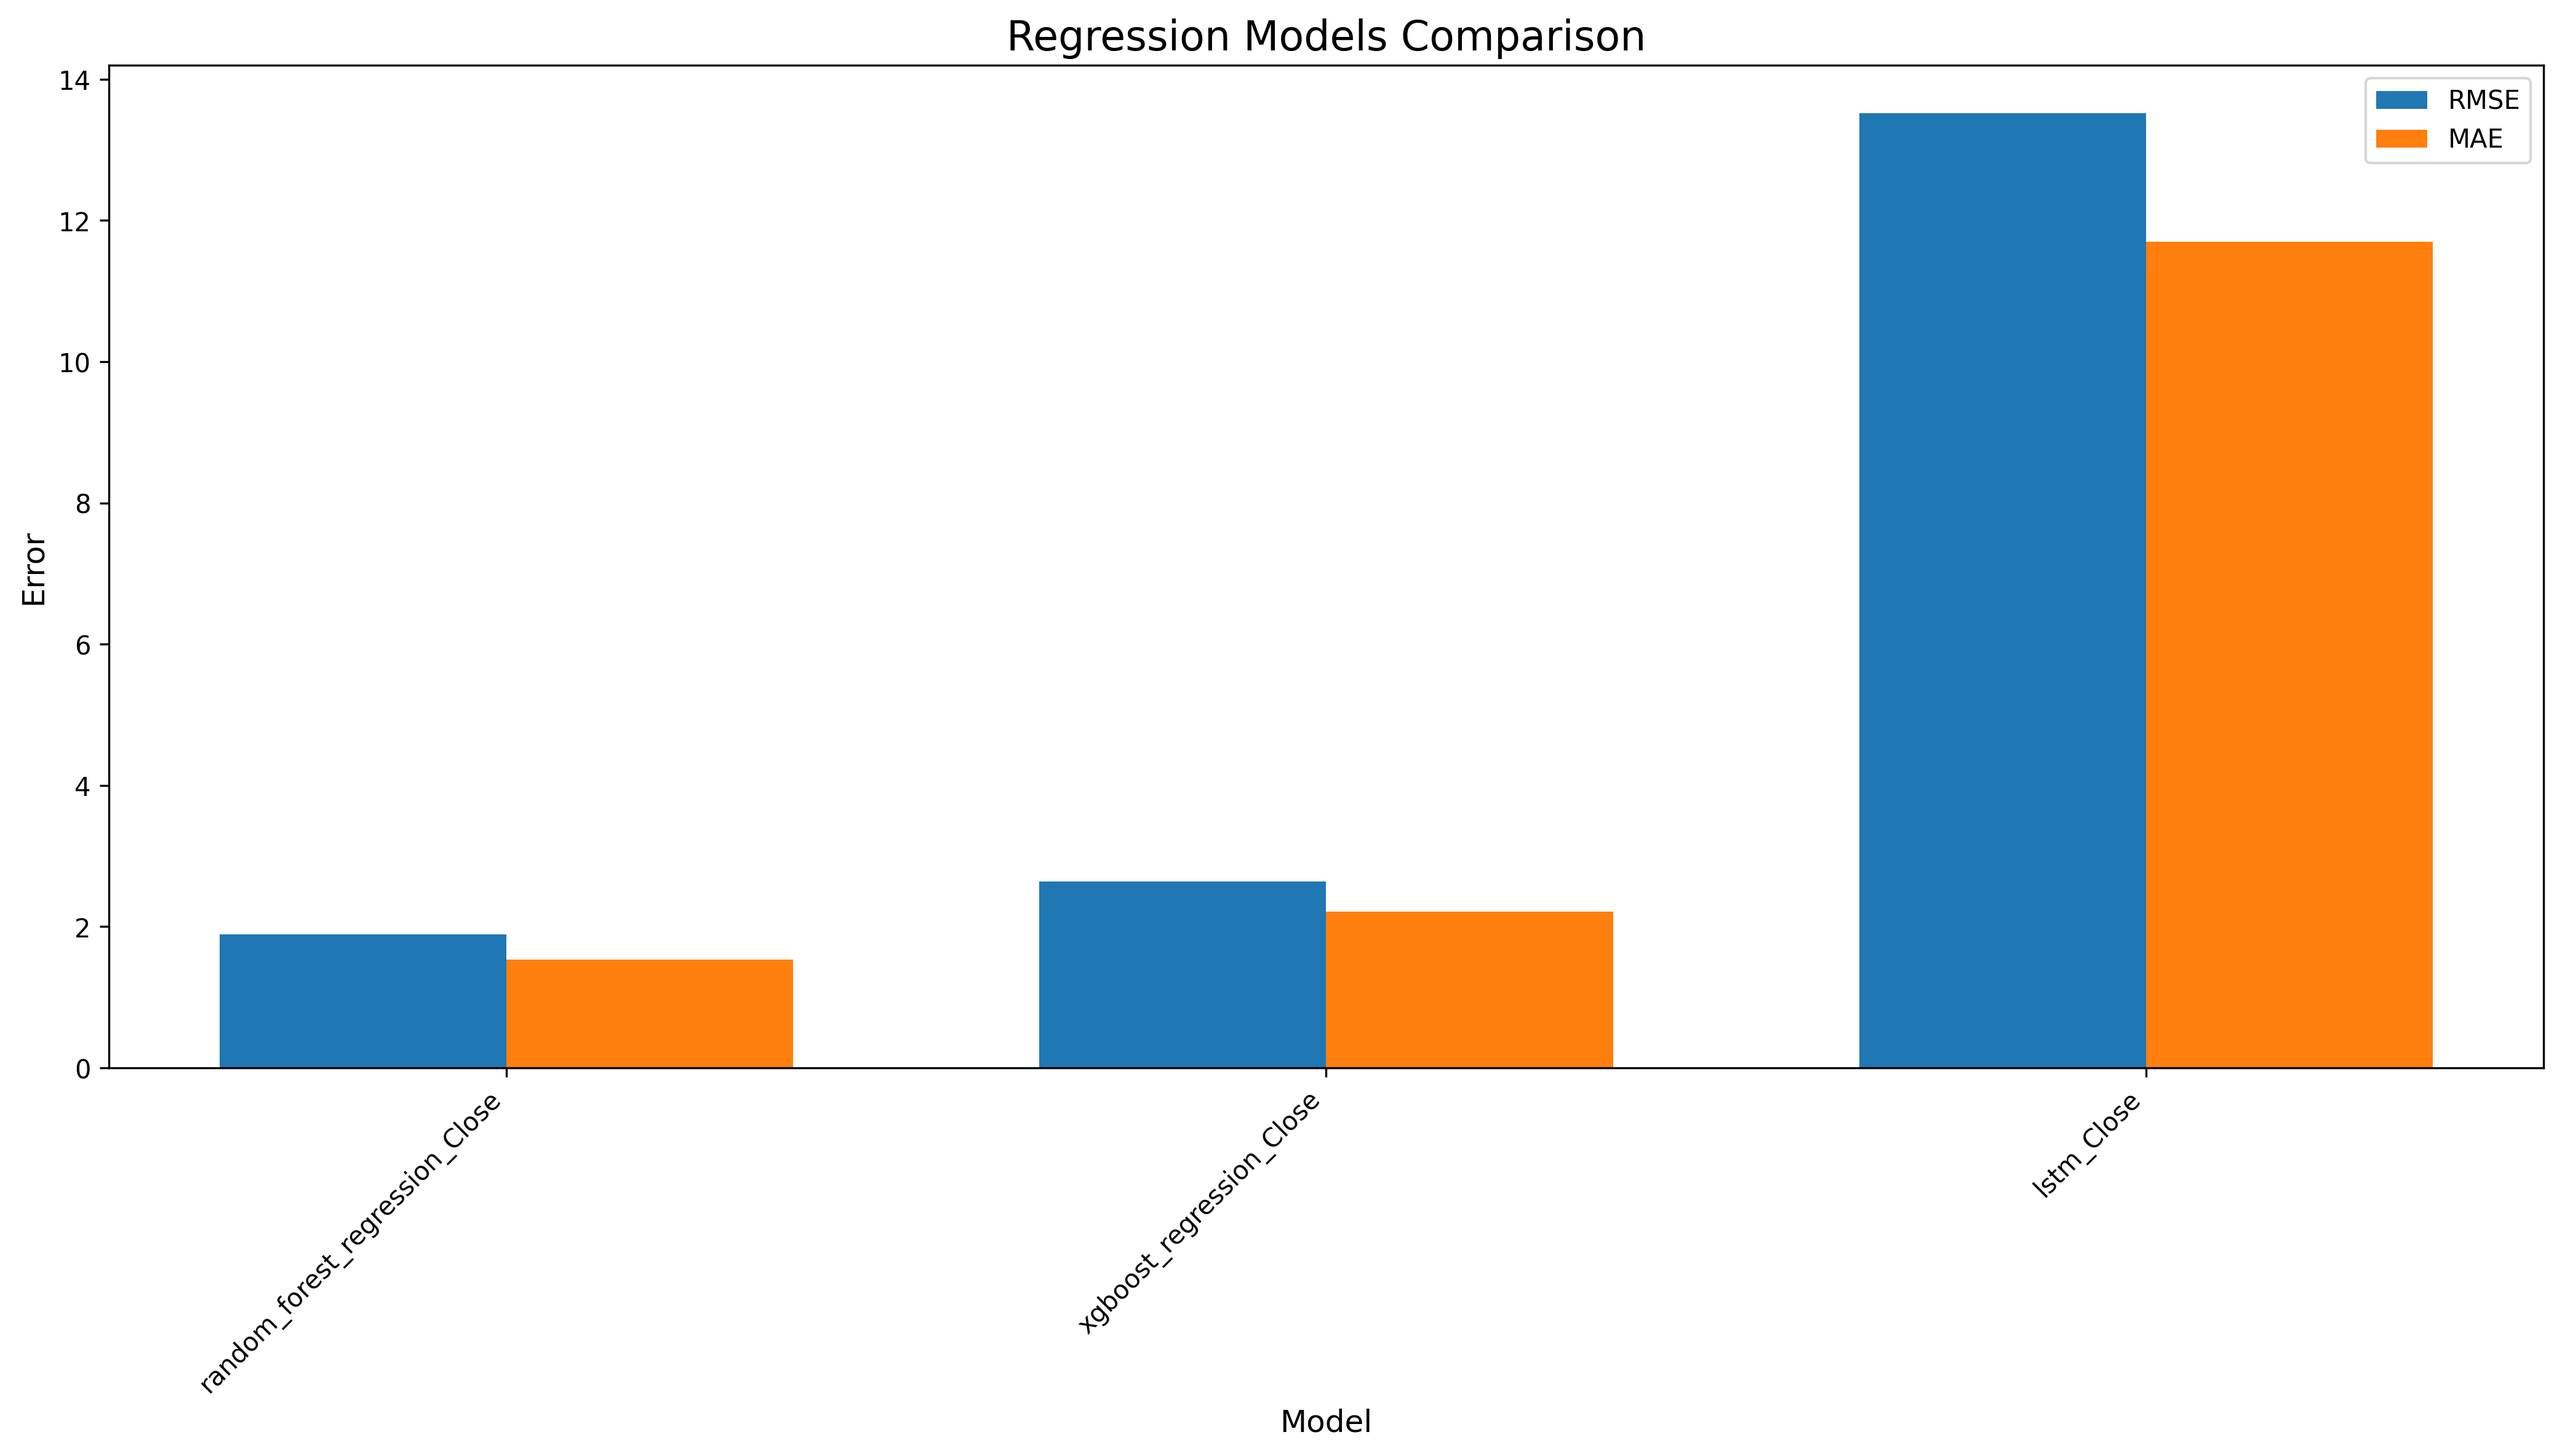 Regression Models Comparison
14
12
10
8
6
4
2
0
Error
RMSE
MAE
random_forest_regression_Close
xgboost_regression_Close
lstm_Close
Model